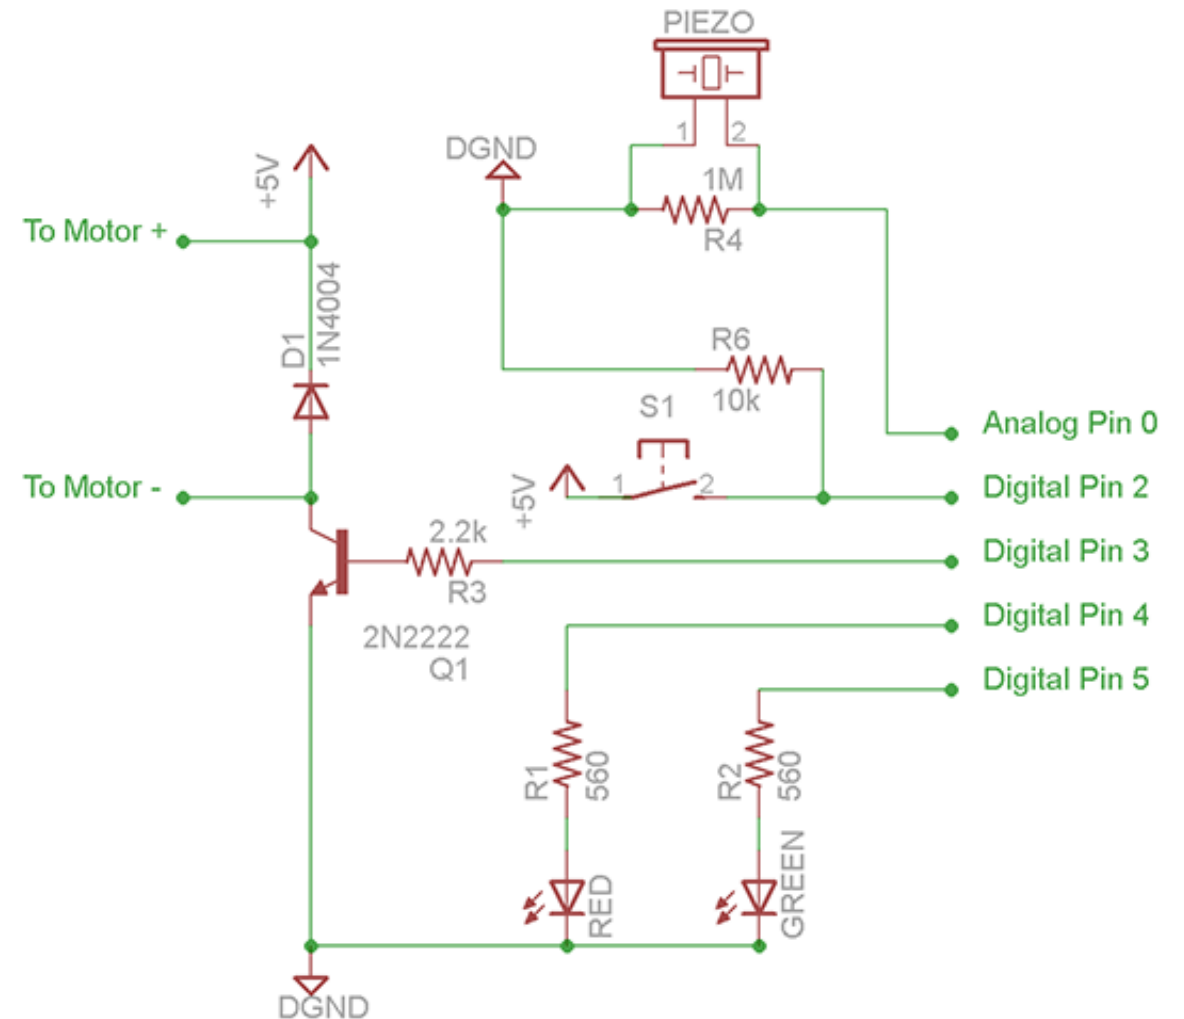 PIEZO
1 2
DGND
1M
R4
+5V
To Motor +
D1
1N4004
R6
10k
S1
Analog Pin 0
+5V
1 2
To Motor -
Digital Pin 2
2.2k
R3
Digital Pin 3
2N2222
Q1
Digital Pin 4
Digital Pin 5
R1
560
R2
560
RED
GREEN
DGND